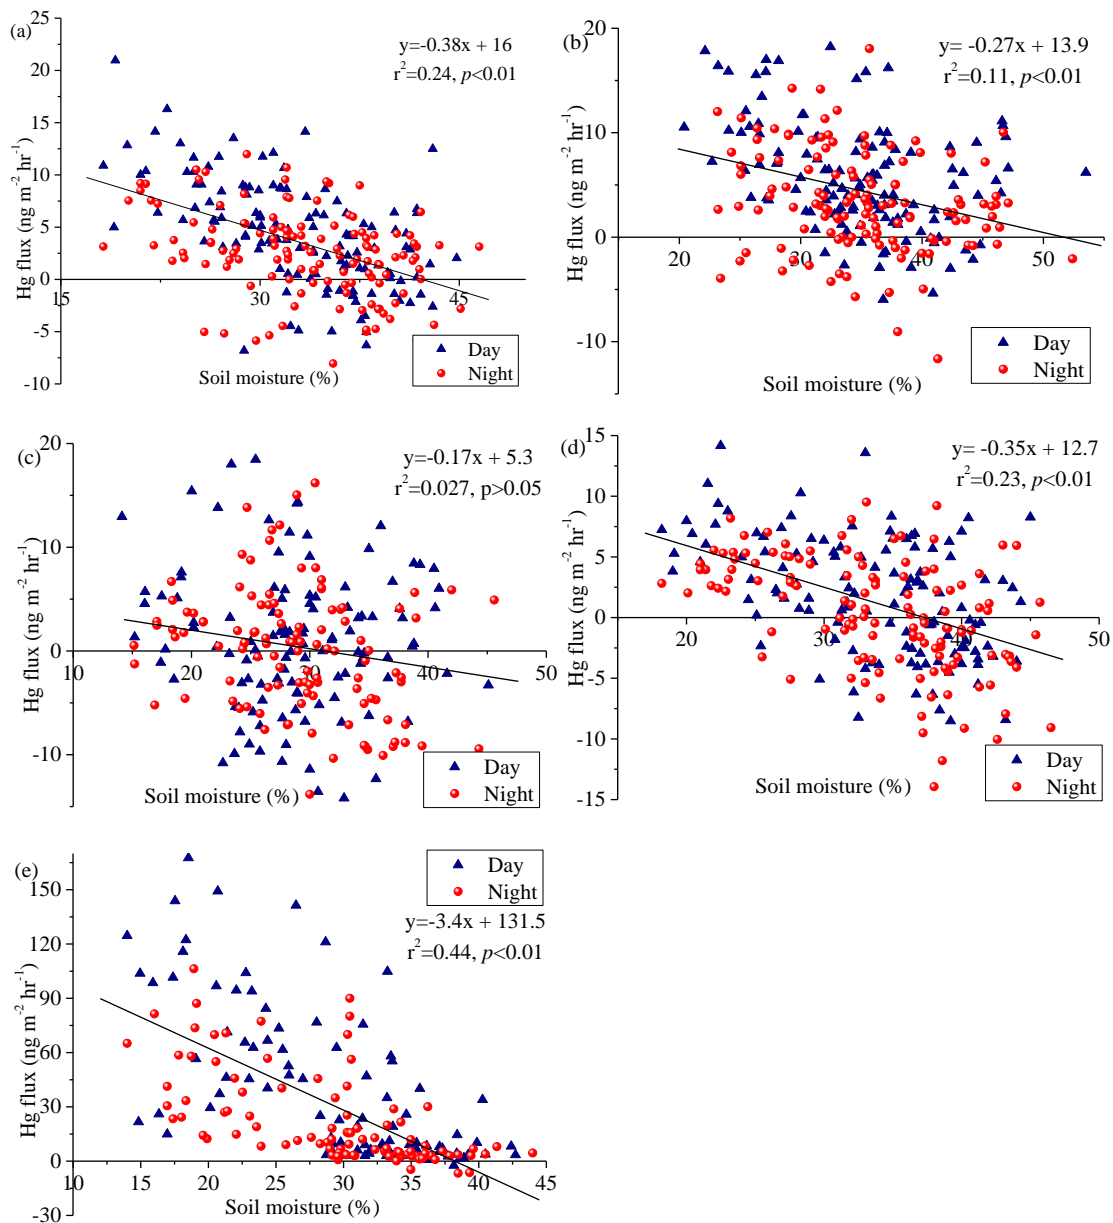 (a)
y=-0.38x + 16
r²=0.24, p<0.01
25
20
15
10
5
0
-5
-10
15
30
45
Hg flux (ng m⁻² hr⁻¹)
Soil moisture (%)
Day
Night
(b)
y= -0.27x + 13.9
r²=0.11, p<0.01
20
10
0
-10
20
30
40
50
Hg flux (ng m⁻² hr⁻¹)
Soil moisture (%)
Day
Night
(c)
y=-0.17x + 5.3
r²=0.027, p>0.05
20
10
0
-10
10
20
30
40
50
Hg flux (ng m⁻² hr⁻¹)
Soil moisture (%)
Day
Night
(d)
y= -0.35x + 12.7
r²=0.23, p<0.01
15
10
5
0
-5
-10
-15
20
30
40
50
Hg flux (ng m⁻² hr⁻¹)
Soil moisture (%)
Day
Night
(e)
Day
Night
y=-3.4x + 131.5
r²=0.44, p<0.01
150
120
90
60
30
0
-30
10
15
20
25
30
35
40
45
Hg flux (ng m⁻² hr⁻¹)
Soil moisture (%)